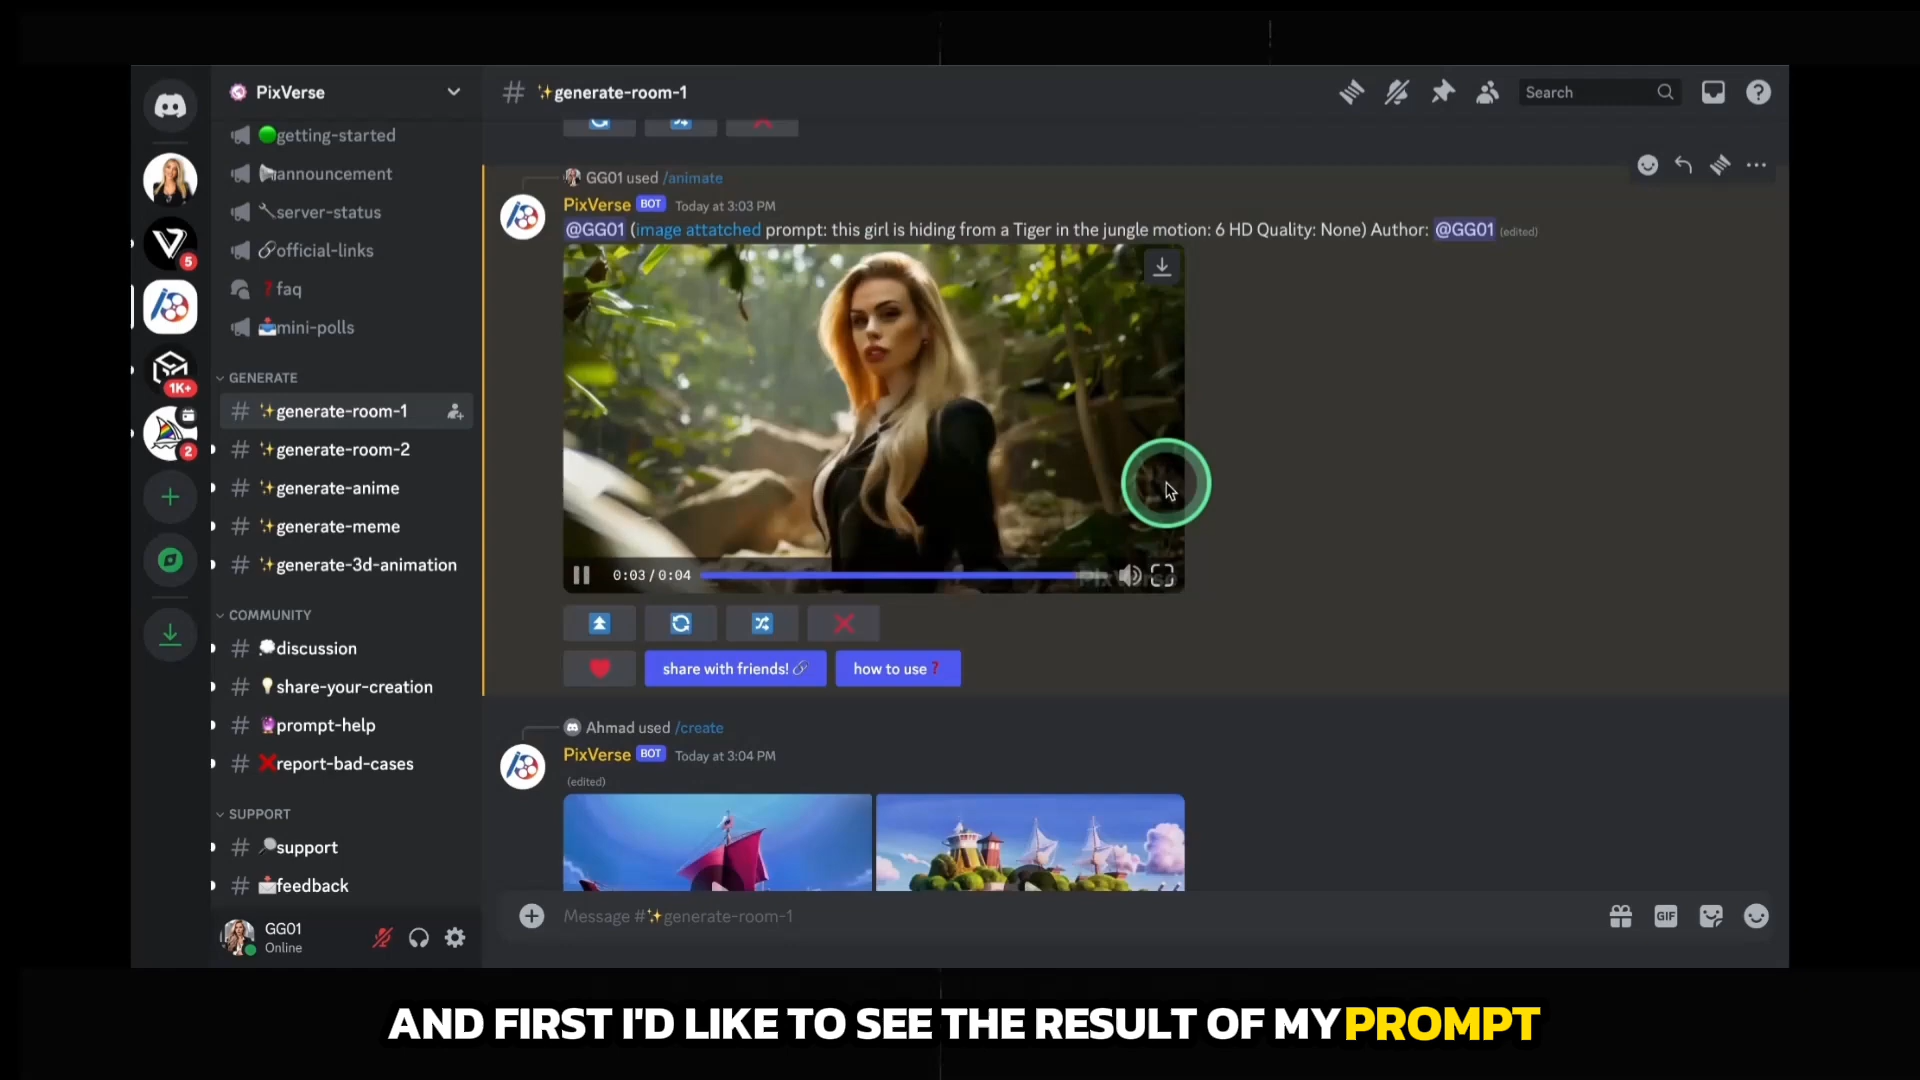 PixVerse
generate-room-1
Search
getting-started
announcement
server-status
official-links
faq
mini-polls
5
1K+
2
GENERATE
generate-room-1
generate-room-2
generate-anime
generate-meme
generate-3d-animation
COMMUNITY
discussion
share-your-creation
prompt-help
report-bad-cases
SUPPORT
support
feedback
GG01
Online
GG01 used /animate
PixVerse BOT Today at 3:03 PM
@GG01 (image attatched prompt: this girl is hiding from a Tiger in the jungle motion: 6 HD Quality: None) Author: @GG01 (edited)
0:03 / 0:04
PixVerse
share with friends! how to use ?
Ahmad used /create
PixVerse BOT Today at 3:04 PM
(edited)
Message #generate-room-1
GIF
AND FIRST I'D LIKE TO SEE THE RESULT OF MY PROMPT